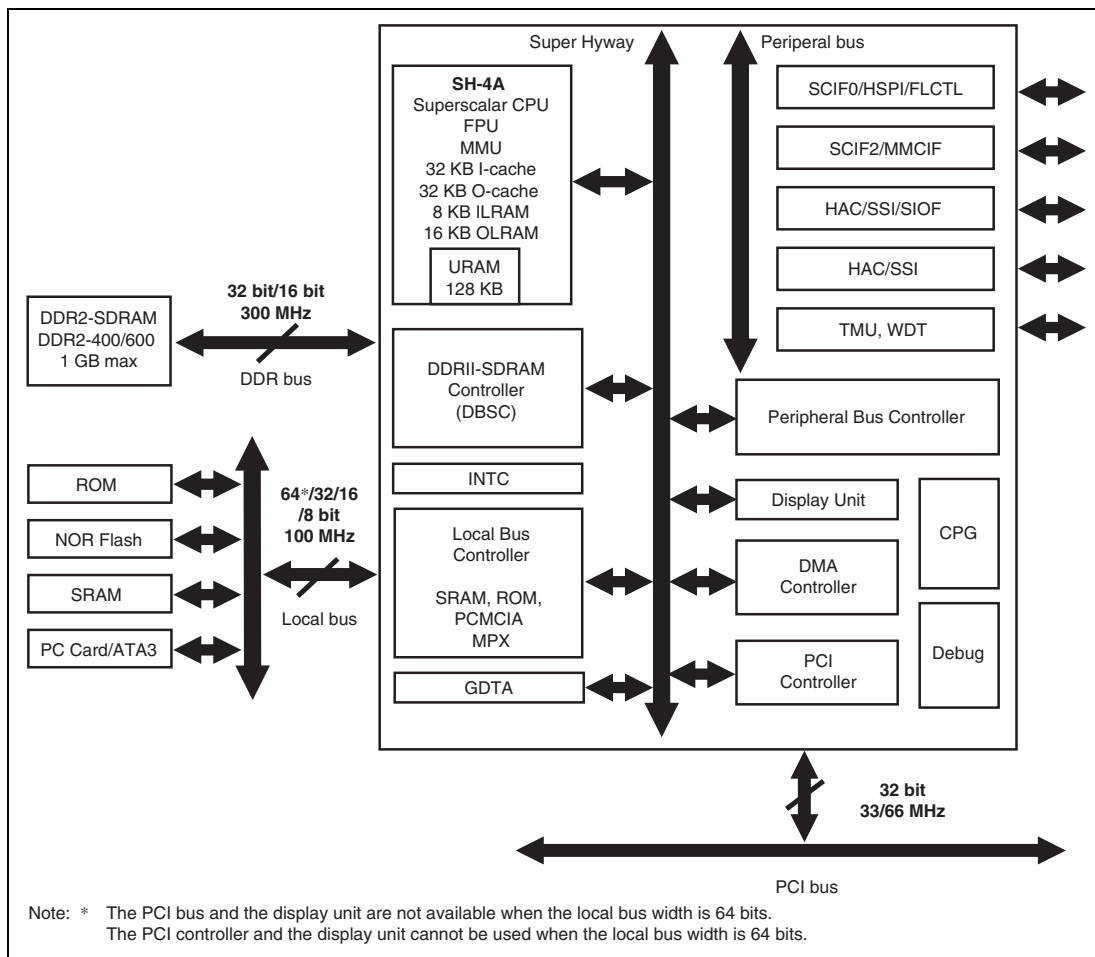 Super Hyway
Periperal bus
SH-4A
Superscalar CPU
FPU
MMU
32 KB I-cache
32 KB O-cache
8 KB ILRAM
16 KB OLRAM
URAM
128 KB
SCIF0/HSPI/FLCTL
SCIF2/MMCIF
HAC/SSI/SIOF
HAC/SSI
TMU, WDT
DDR2-SDRAM
DDR2-400/600
1 GB max
32 bit/16 bit
300 MHz
DDR bus
DDRII-SDRAM
Controller
(DBSC)
Peripheral Bus Controller
ROM
NOR Flash
SRAM
PC Card/ATA3
64*/32/16
/8 bit
100 MHz
Local bus
INTC
Local Bus
Controller
SRAM, ROM,
PCMCIA
MPX
GDTA
Display Unit
DMA
Controller
PCI
Controller
CPG
Debug
32 bit
33/66 MHz
PCI bus
Note: * The PCI bus and the display unit are not available when the local bus width is 64 bits.
The PCI controller and the display unit cannot be used when the local bus width is 64 bits.